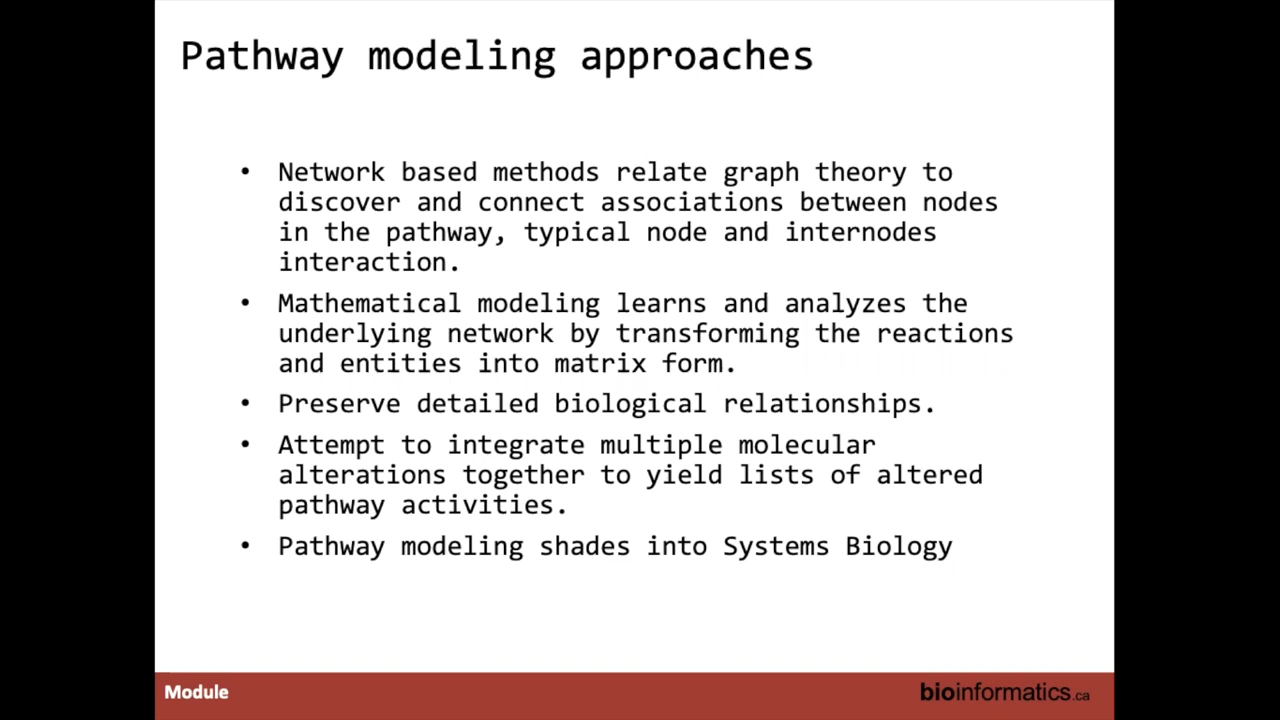 Pathway modeling approaches
• Network based methods relate graph theory to
discover and connect associations between nodes
in the pathway, typical node and internodes
interaction.
• Mathematical modeling learns and analyzes the
underlying network by transforming the reactions
and entities into matrix form.
• Preserve detailed biological relationships.
• Attempt to integrate multiple molecular
alterations together to yield lists of altered
pathway activities.
• Pathway modeling shades into Systems Biology
Module
bioinformatics.ca